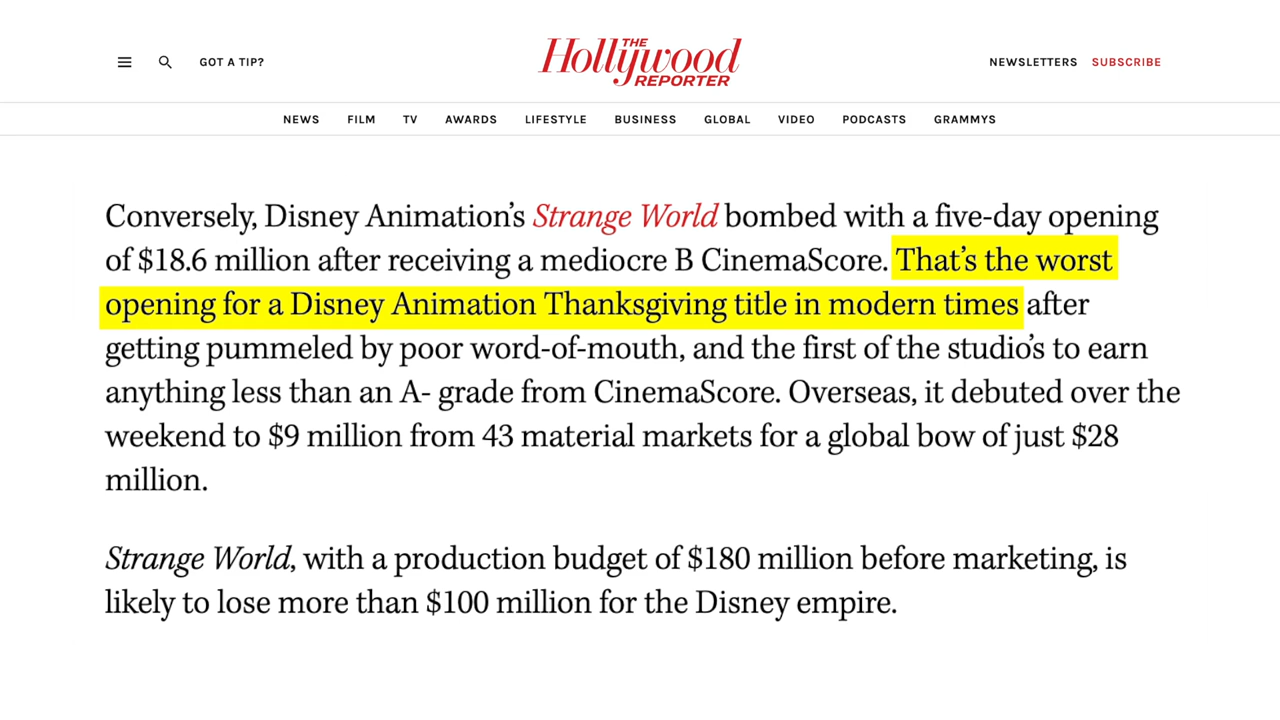 GOT A TIP?
THE
Hollywood
REPORTER
NEWSLETTERS SUBSCRIBE
NEWS FILM TV AWARDS LIFESTYLE BUSINESS GLOBAL VIDEO PODCASTS GRAMMYS
Conversely, Disney Animation’s Strange World bombed with a five-day opening
of $18.6 million after receiving a mediocre B CinemaScore. That’s the worst
opening for a Disney Animation Thanksgiving title in modern times after
getting pummeled by poor word-of-mouth, and the first of the studio’s to earn
anything less than an A- grade from CinemaScore. Overseas, it debuted over the
weekend to $9 million from 43 material markets for a global bow of just $28
million.
Strange World, with a production budget of $180 million before marketing, is
likely to lose more than $100 million for the Disney empire.